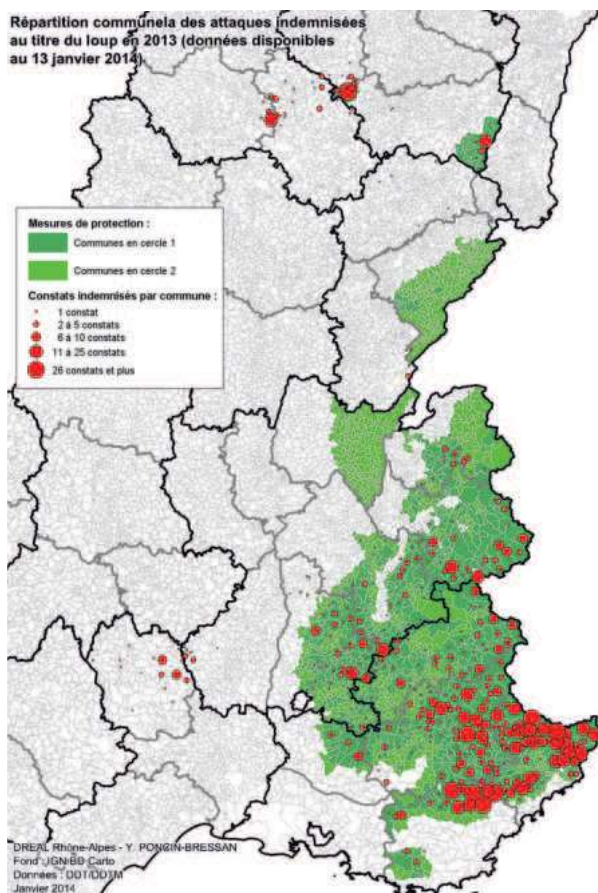 Répartition communela des attaques indemnisées
au titre du loup en 2013 (données disponibles
au 13 janvier 2014)
Mesures de protection :
Communes en cercle 1
Communes en cercle 2
Constats indemnisés par commune :
1 constat
2 à 5 constats
6 à 10 constats
11 à 25 constats
26 constats et plus
DREAL Rhône-Alpes - Y. PONCIN-BRESSAN
Fond : IGN BD Carto
Données : DDT/DDTM
Janvier 2014